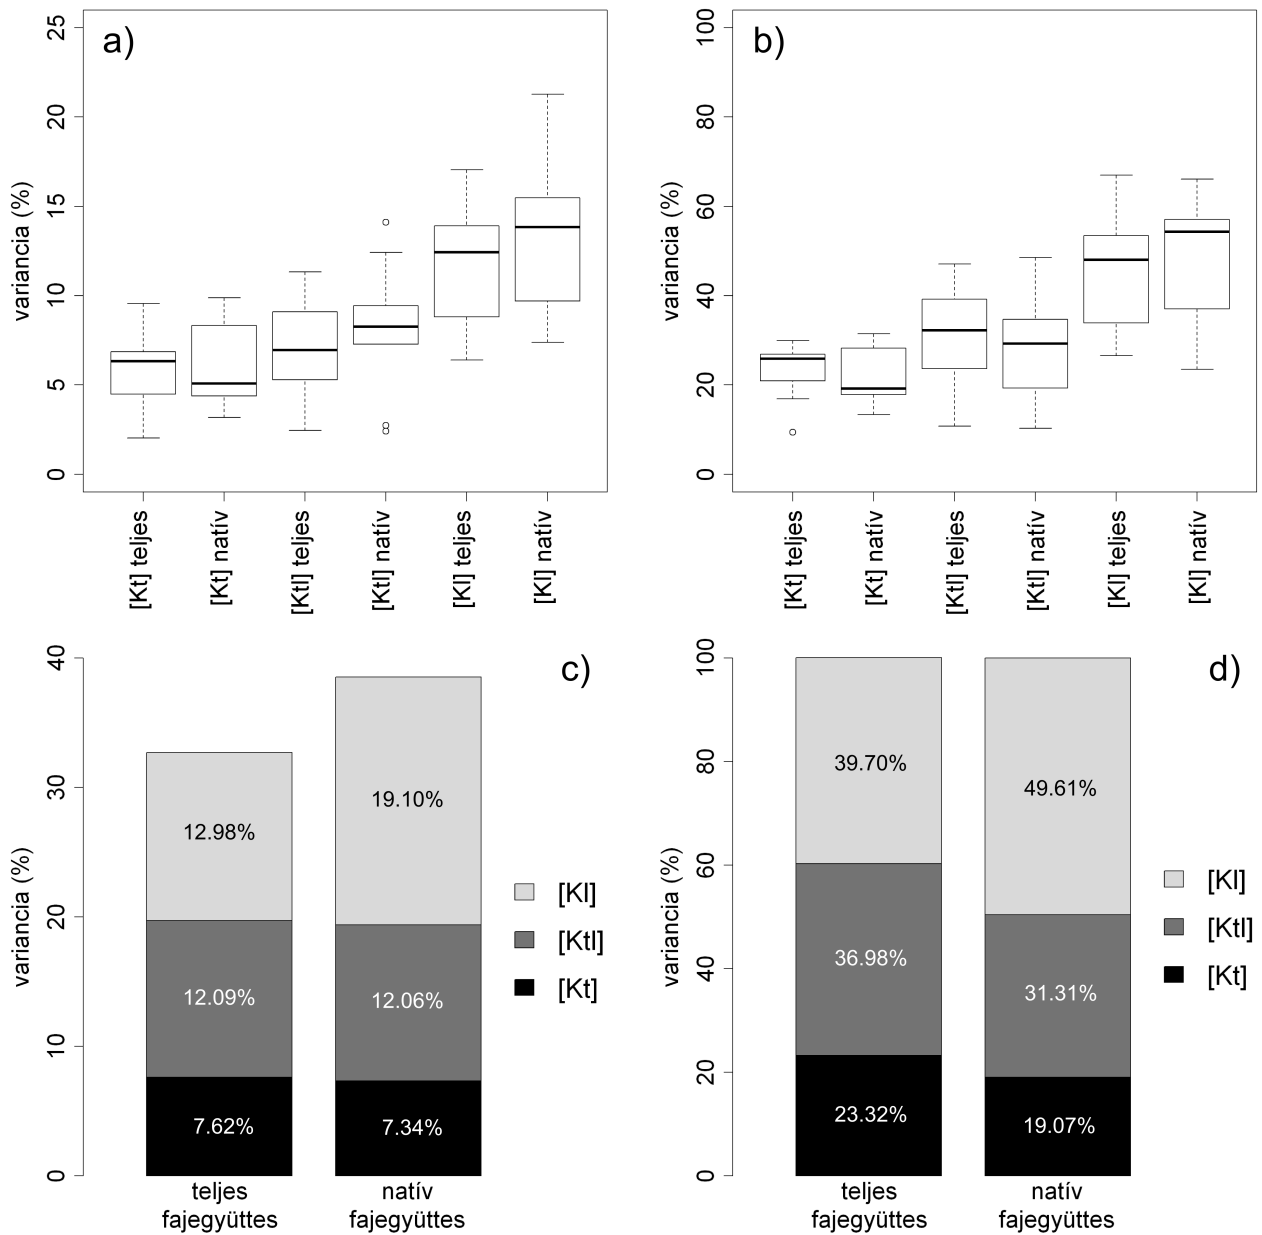 a)
variancia (%)
25
20
15
10
5
0
[Kt] teljes
[Kt] natív
[Ktl] teljes
[Ktl] natív
[Kl] teljes
[Kl] natív
b)
variancia (%)
100
80
60
40
20
0
[Kt] teljes
[Kt] natív
[Ktl] teljes
[Ktl] natív
[Kl] teljes
[Kl] natív
c)
variancia (%)
40
30
20
10
0
12.98%
12.09%
7.62%
19.10%
12.06%
7.34%
teljes
fajegyüttes
natív
fajegyüttes
[Kl]
[Ktl]
[Kt]
d)
variancia (%)
100
80
60
40
20
0
39.70%
36.98%
23.32%
49.61%
31.31%
19.07%
teljes
fajegyüttes
natív
fajegyüttes
[Kl]
[Ktl]
[Kt]